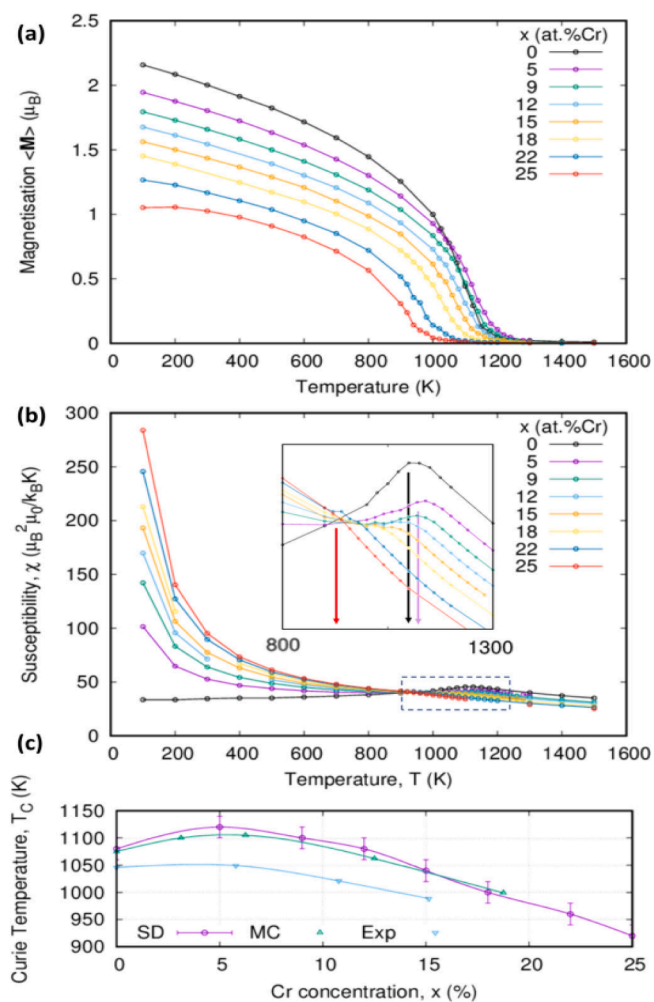 (a)
x (at.%Cr)
0
5
9
12
15
18
22
25
2.5
2
1.5
1
0.5
0
Magnetisation <M> (μB)
0 200 400 600 800 1000 1200 1400 1600
Temperature (K)
(b)
x (at.%Cr)
0
5
9
12
15
18
22
25
300
250
200
150
100
50
0
Susceptibility, χ (μB²μ0/kBK)
800 1300
0 200 400 600 800 1000 1200 1400 1600
Temperature, T (K)
(c)
1150
1100
1050
1000
950
900
Curie Temperature, TC (K)
SD MC Exp
0 5 10 15 20 25
Cr concentration, x (%)